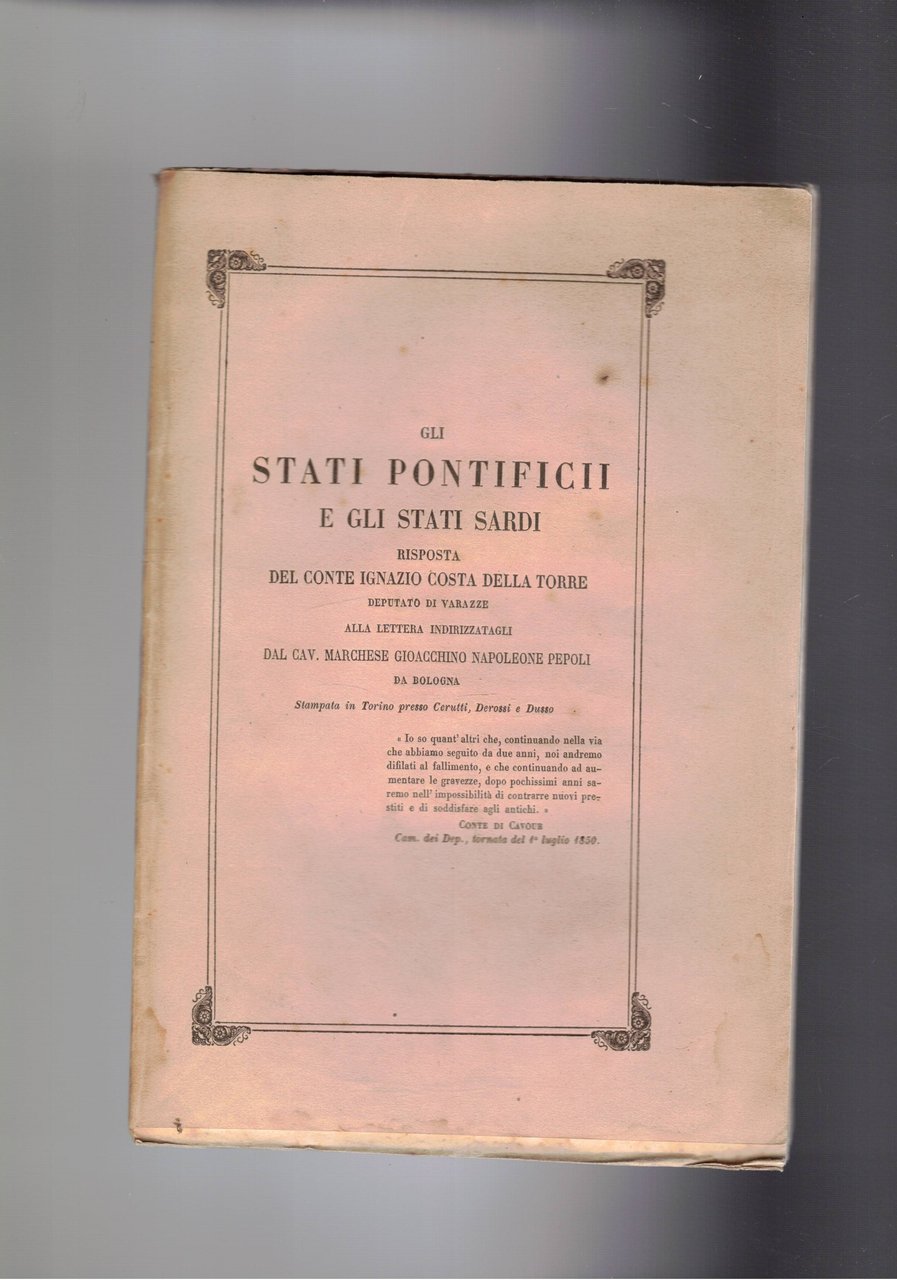 GLI
STATI PONTIFICII
E GLI STATI SARDI
RISPOSTA
DEL CONTE IGNAZIO COSTA DELLA TORRE
DEPUTATO DI VARAZZE
ALLA LETTERA INDIRIZZATAGLI
DAL CAV. MARCHESE GIOACCHINO NAPOLEONE PEPOLI
DA BOLOGNA
Stampata in Torino presso Cerutti, Derossi e Dusso
« Io so quant' altri che, continuando nella via
che abbiamo seguito da due anni, noi andremo
difilati al fallimento, e che continuando ad au-
mentare le gravezze, dopo pochissimi anni sa-
remo nell' impossibilità di contrarre nuovi pre-
stiti e di soddisfare agli antichi. »
CONTE DI CAVOUR
Cam. dei Dep., tornata del 1° luglio 1850.